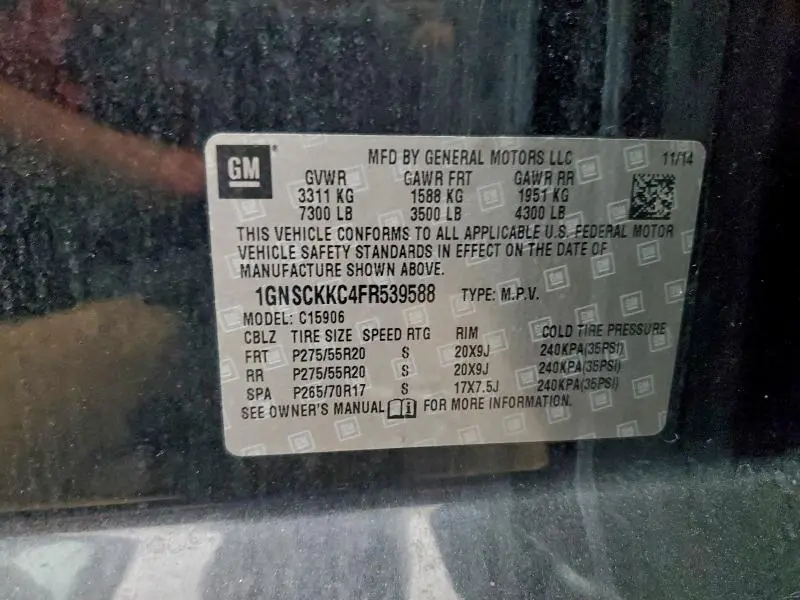 GM
MFD BY GENERAL MOTORS LLC 11/14
GVWR GAWR FRT GAWR RR
3311 KG 1588 KG 1951 KG
7300 LB 3500 LB 4300 LB
THIS VEHICLE CONFORMS TO ALL APPLICABLE U.S. FEDERAL MOTOR
VEHICLE SAFETY STANDARDS IN EFFECT ON THE DATE OF
MANUFACTURE SHOWN ABOVE.
1GNSCKKC4FR539588 TYPE: M.P.V.
MODEL: C15906
CBLZ TIRE SIZE SPEED RTG RIM COLD TIRE PRESSURE
FRT P275/55R20 S 20X9J 240KPA(35PSI)
RR P275/55R20 S 20X9J 240KPA(35PSI)
SPA P265/70R17 S 17X7.5J 240KPA(35PSI)
SEE OWNER'S MANUAL FOR MORE INFORMATION.